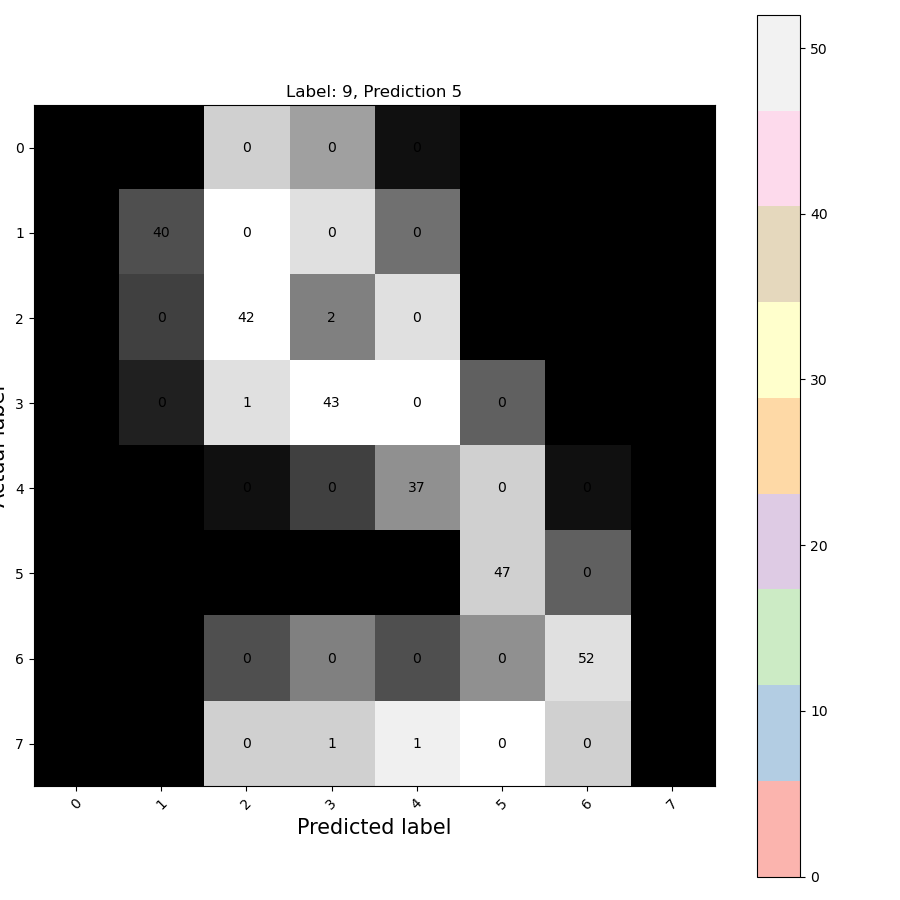 Label: 9, Prediction 5
0 0 0 0
1 40 0 0 0
2 0 42 2 0
3 0 1 43 0 0
4 0 0 37 0 0
5 47 0
6 0 0 0 0 52
7 0 1 1 0 0
0 1 2 3 4 5 6 7
Predicted label
Actual label
50
40
30
20
10
0